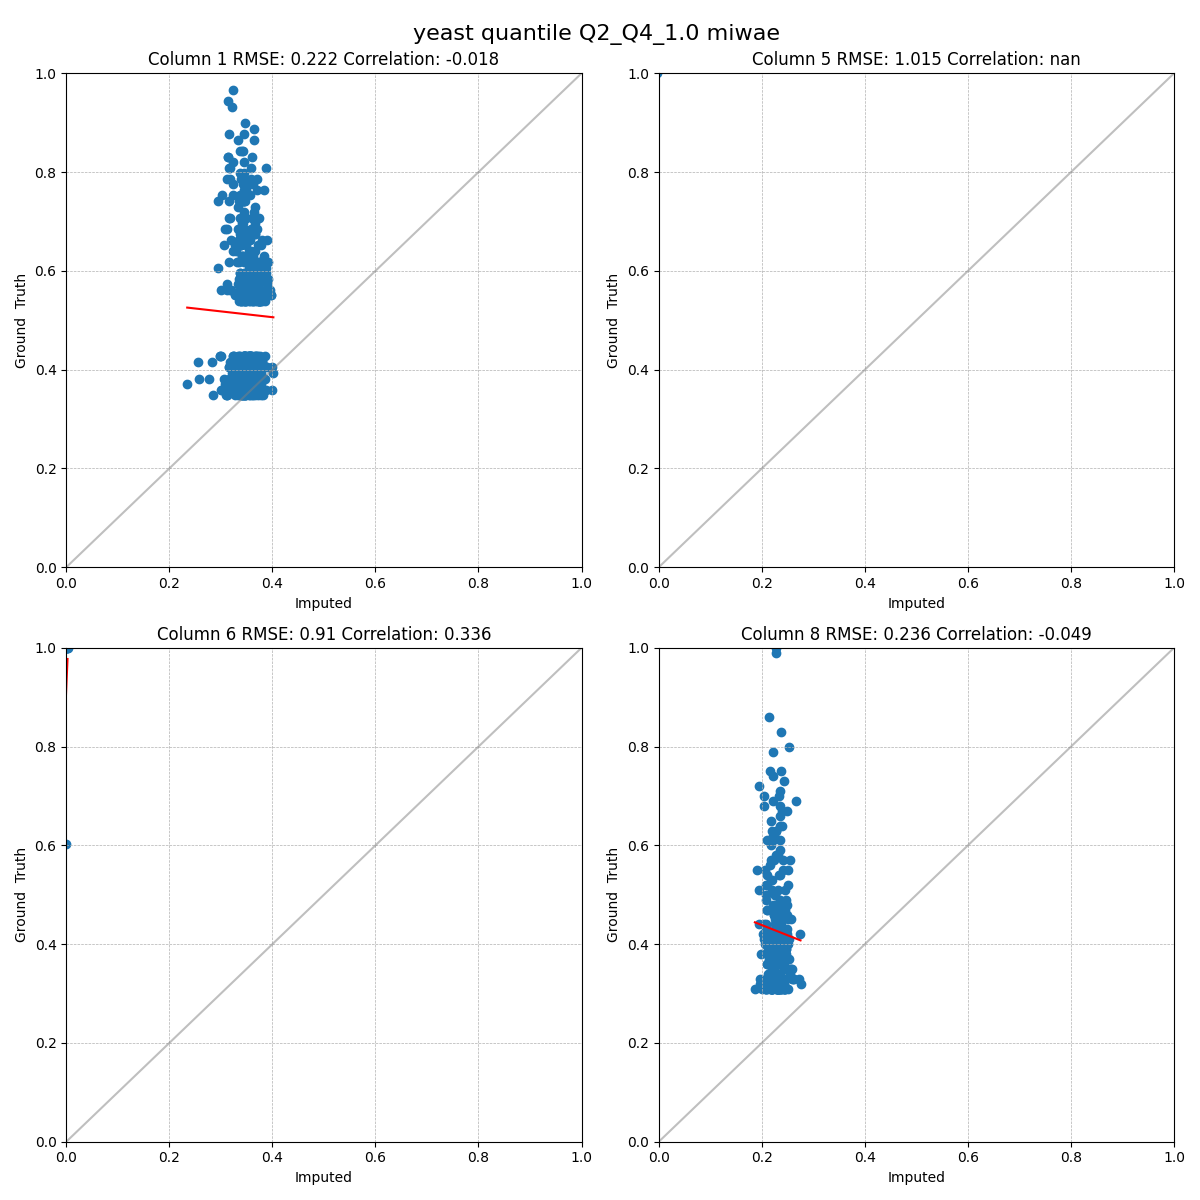 yeast quantile Q2_Q4_1.0 miwae
Column 1 RMSE: 0.222 Correlation: -0.018
1.0
0.8
0.6
0.4
0.2
0.0
Ground Truth
0.0 0.2 0.4 0.6 0.8 1.0
Imputed
Column 5 RMSE: 1.015 Correlation: nan
1.0
0.8
0.6
0.4
0.2
0.0
Ground Truth
0.0 0.2 0.4 0.6 0.8 1.0
Imputed
Column 6 RMSE: 0.91 Correlation: 0.336
1.0
0.8
0.6
0.4
0.2
0.0
Ground Truth
0.0 0.2 0.4 0.6 0.8 1.0
Imputed
Column 8 RMSE: 0.236 Correlation: -0.049
1.0
0.8
0.6
0.4
0.2
0.0
Ground Truth
0.0 0.2 0.4 0.6 0.8 1.0
Imputed